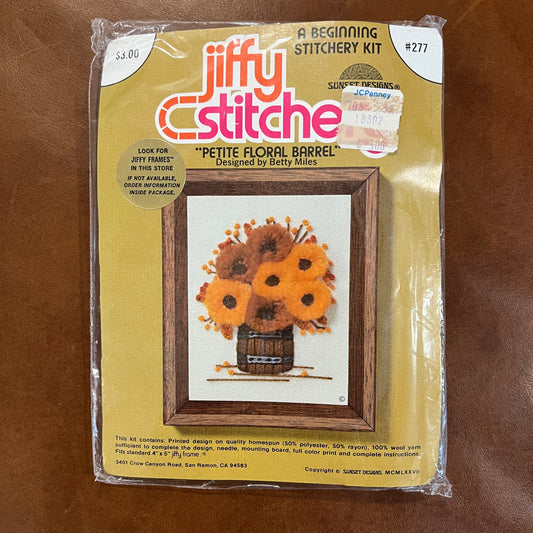 $3.00
A BEGINNING
STITCHERY KIT
#277
jiffy
stitche
SUNSET DESIGNS®
JCPenney
18302
"PETITE FLORAL BARREL"
Designed by Betty Miles
LOOK FOR
JIFFY FRAMES™
IN THIS STORE
IF NOT AVAILABLE,
ORDER INFORMATION
INSIDE PACKAGE.
©
This kit contains: Printed design on quality homespun (50% polyester, 50% rayon), 100% wool yarn
sufficient to complete the design, needle, mounting board, full color print and complete instructions.
Fits standard 4" x 5" jiffy frame.®
3401 Crow Canyon Road, San Ramon, CA 94583
Copyright © SUNSET DESIGNS MCMLXXVII